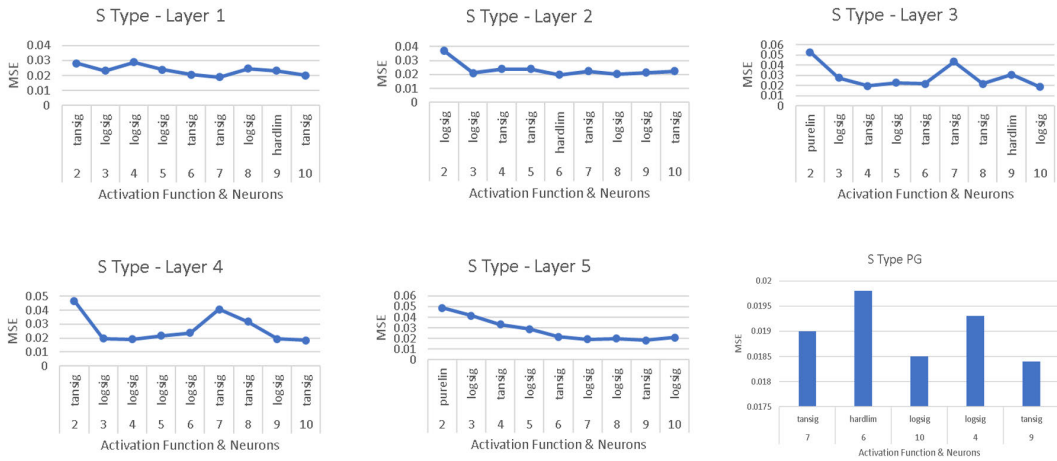 S Type - Layer 1
0.04
0.03
0.02
0.01
0
MSE
tansig
logsig
logsig
logsig
tansig
tansig
logsig
hardlim
tansig
2 3 4 5 6 7 8 9 10
Activation Function & Neurons
S Type - Layer 2
0.04
0.03
0.02
0.01
0
MSE
logsig
logsig
tansig
tansig
hardlim
tansig
logsig
logsig
tansig
2 3 4 5 6 7 8 9 10
Activation Function & Neurons
S Type - Layer 3
0.06
0.05
0.04
0.03
0.02
0.01
0
MSE
purelin
logsig
tansig
logsig
tansig
tansig
tansig
hardlim
logsig
2 3 4 5 6 7 8 9 10
Activation Function & Neurons
S Type - Layer 4
0.05
0.04
0.03
0.02
0.01
0
MSE
tansig
logsig
logsig
logsig
logsig
tansig
logsig
tansig
tansig
2 3 4 5 6 7 8 9 10
Activation Function & Neurons
S Type - Layer 5
0.06
0.05
0.04
0.03
0.02
0.01
0
MSE
purelin
logsig
logsig
logsig
tansig
logsig
logsig
tansig
logsig
2 3 4 5 6 7 8 9 10
Activation Function & Neurons
S Type PG
0.02
0.0195
0.019
0.0185
0.018
0.0175
MSE
tansig hardlim logsig logsig tansig
7 6 10 4 9
Activation Function & Neurons